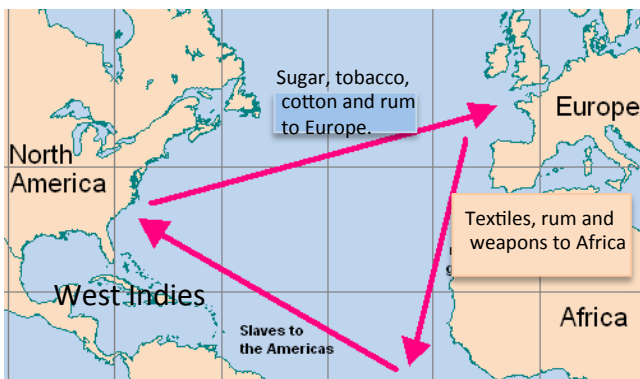 Sugar, tobacco,
cotton and rum
to Europe.
Europe
North
America
Textiles, rum and
weapons to Africa
West Indies
Africa
Slaves to
the Americas